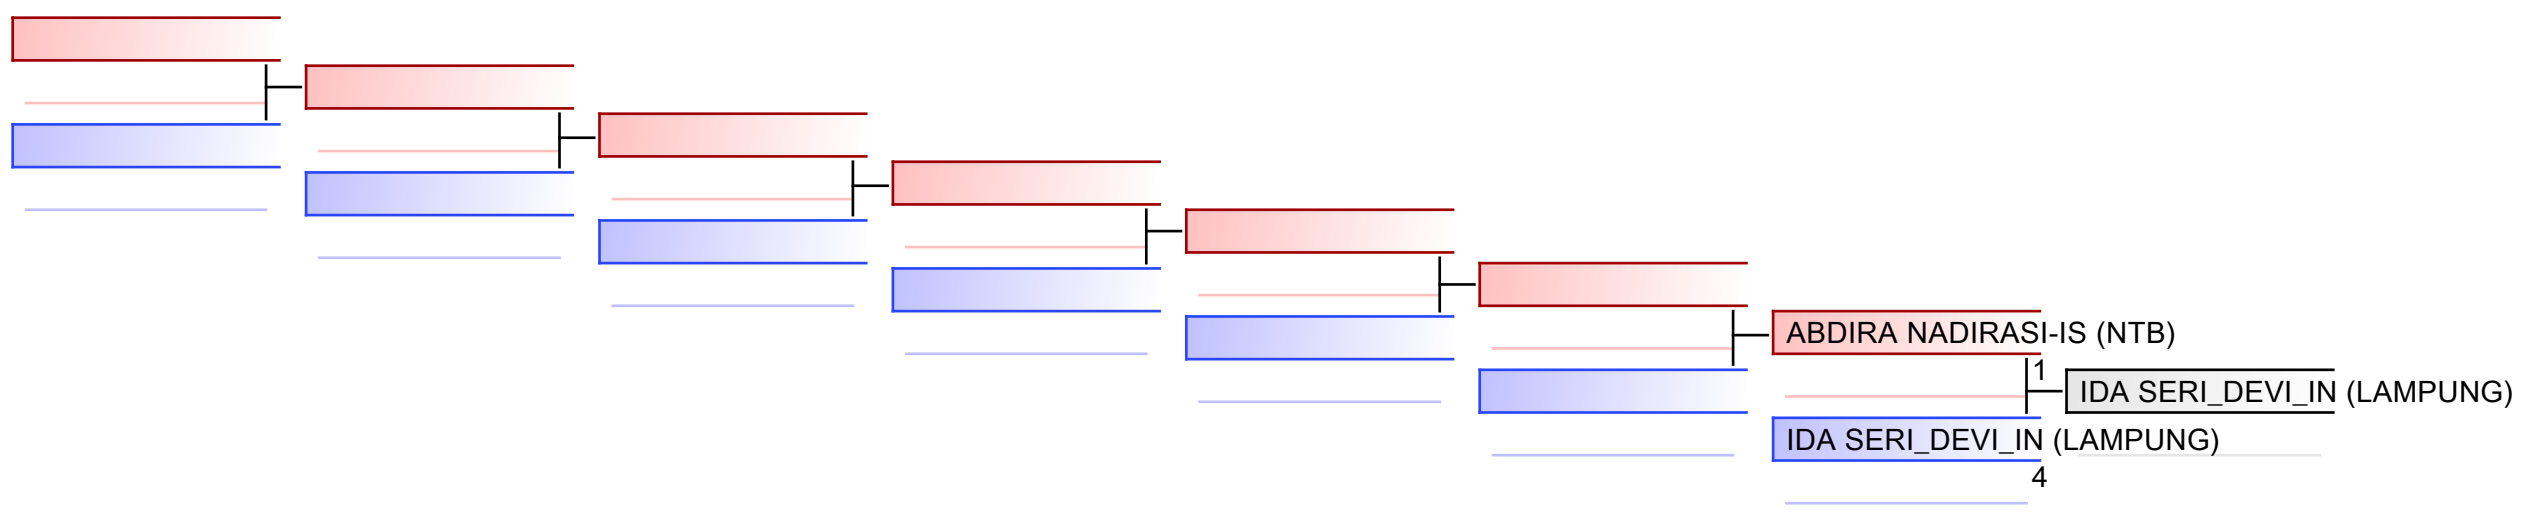 ABDIRA NADIRASI-IS (NTB)
1
IDA SERI_DEVI_IN (LAMPUNG)
IDA SERI_DEVI_IN (LAMPUNG)
4